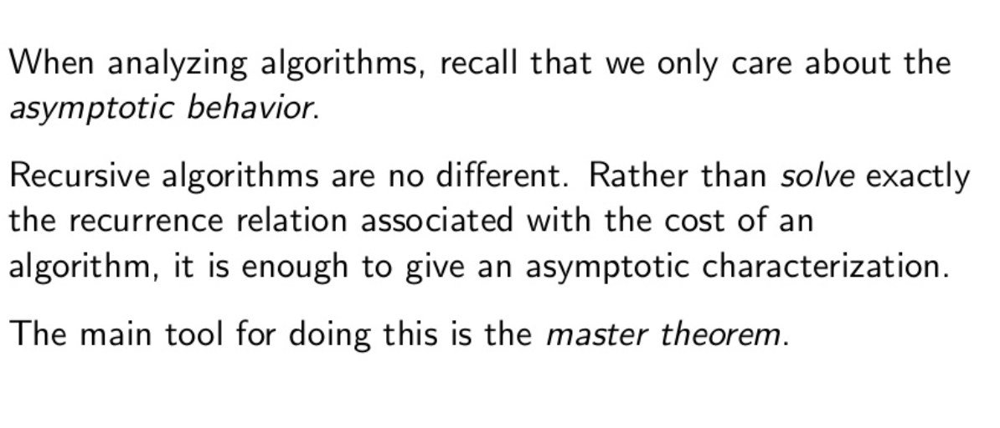 When analyzing algorithms, recall that we only care about the
asymptotic behavior.
Recursive algorithms are no different. Rather than solve exactly
the recurrence relation associated with the cost of an
algorithm, it is enough to give an asymptotic characterization.
The main tool for doing this is the master theorem.